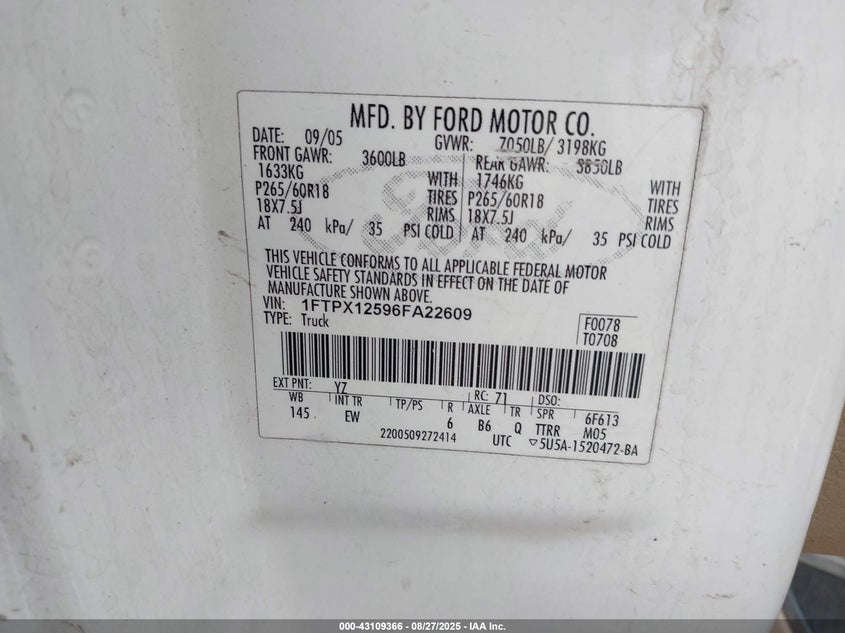 MFD. BY FORD MOTOR CO.
DATE: 09/05 GVWR: 7050LB/ 3198KG
FRONT GAWR: 3600LB REAR GAWR: 3850LB
1633KG WITH 1746KG WITH
P265/60R18 TIRES P265/60R18 TIRES
18X7.5J RIMS 18X7.5J RIMS
AT 240 kPa/ 35 PSI COLD AT 240 kPa/ 35 PSI COLD
Ford
THIS VEHICLE CONFORMS TO ALL APPLICABLE FEDERAL MOTOR
VEHICLE SAFETY STANDARDS IN EFFECT ON THE DATE OF
MANUFACTURE SHOWN ABOVE.
VIN: 1FTPX12596FA22609
TYPE: Truck
F0078
T0708
EXT PNT: YZ RC: 71 DSO:
WB INT TR TP/PS R AXLE TR SPR 6F613
145 EW 6 B6 Q TTRR M05
2200509272414 UTC ▽5U5A-1520472-BA
000-43109366 - 08/27/2025 - IAA Inc.